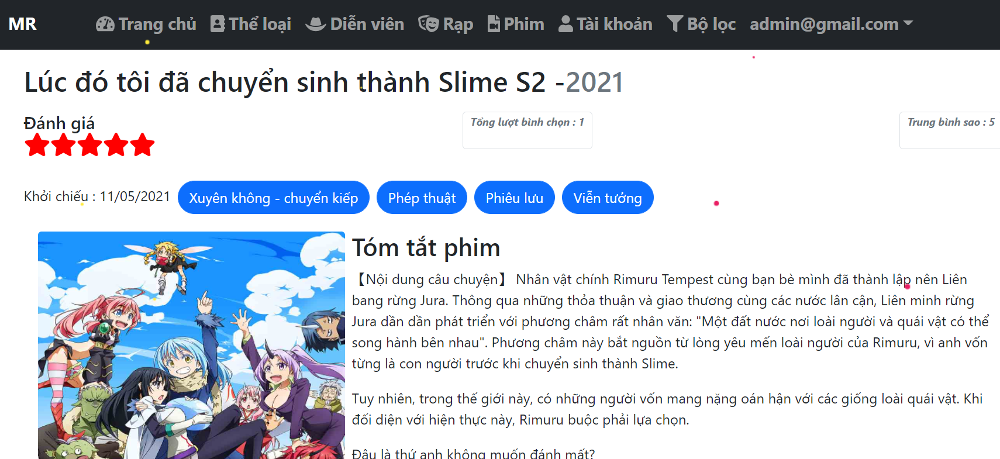 MR Trang chủ Thể loại Diễn viên Rạp Phim Tài khoản Bộ lọc admin@gmail.com
Lúc đó tôi đã chuyển sinh thành Slime S2 -2021
Đánh giá
Tổng lượt bình chọn : 1
Trung bình sao : 5
Khởi chiếu : 11/05/2021 Xuyên không - chuyển kiếp Phép thuật Phiêu lưu Viễn tưởng
Tóm tắt phim
【Nội dung câu chuyện】 Nhân vật chính Rimuru Tempest cùng bạn bè mình đã thành lập nên Liên
bang rừng Jura. Thông qua những thỏa thuận và giao thương cùng các nước lân cận, Liên minh rừng
Jura dần dần phát triển với phương châm rất nhân văn: "Một đất nước nơi loài người và quái vật có thể
song hành bên nhau". Phương châm này bắt nguồn từ lòng yêu mến loài người của Rimuru, vì anh vốn
từng là con người trước khi chuyển sinh thành Slime.
Tuy nhiên, trong thế giới này, có những người vốn mang nặng oán hận với các giống loài quái vật. Khi
đối diện với hiện thực này, Rimuru buộc phải lựa chọn.
Đâu là thứ anh không muốn đánh mất?